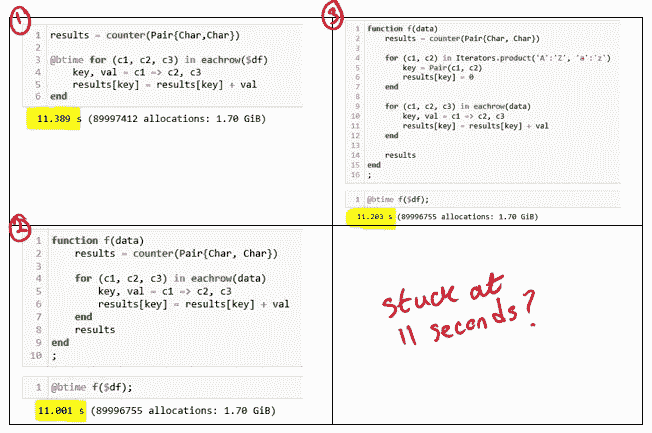 1
1 results = counter(Pair{Char,Char})
2
3 @btime for (c1, c2, c3) in eachrow($df)
4     key, val = c1 => c2, c3
5     results[key] = results[key] + val
6 end
11.389 s (89997412 allocations: 1.70 GiB)
3
1 function f(data)
2     results = counter(Pair{Char, Char})
3
4     for (c1, c2) in Iterators.product('A':'Z', 'a':'z')
5         key = Pair(c1, c2)
6         results[key] = 0
7     end
8
9     for (c1, c2, c3) in eachrow(data)
10         key, val = c1 => c2, c3
11         results[key] = results[key] + val
12     end
13
14     results
15 end
16 ;
1 @btime f($df);
11.203 s (89996755 allocations: 1.70 GiB)
2
1 function f(data)
2     results = counter(Pair{Char, Char})
3
4     for (c1, c2, c3) in eachrow(data)
5         key, val = c1 => c2, c3
6         results[key] = results[key] + val
7     end
8     results
9 end
10 ;
1 @btime f($df);
11.001 s (89996755 allocations: 1.70 GiB)
stuck at
11 seconds?